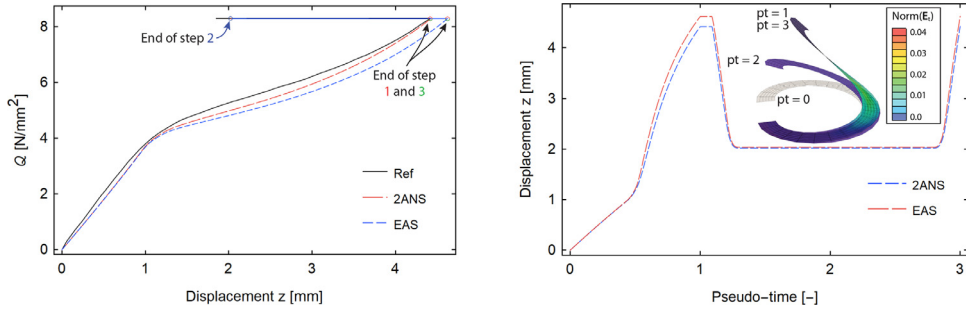 8
6
4
2
0
Q [N/mm²]
End of step 2
End of step
1 and 3
Ref
2ANS
EAS
0
1
2
3
4
Displacement z [mm]
4
3
2
1
0
Displacement z [mm]
pt = 1
pt = 3
pt = 2
pt = 0
Norm(Eₜ)
0.04
0.03
0.02
0.01
0.0
2ANS
EAS
0
1
2
3
Pseudo-time [-]